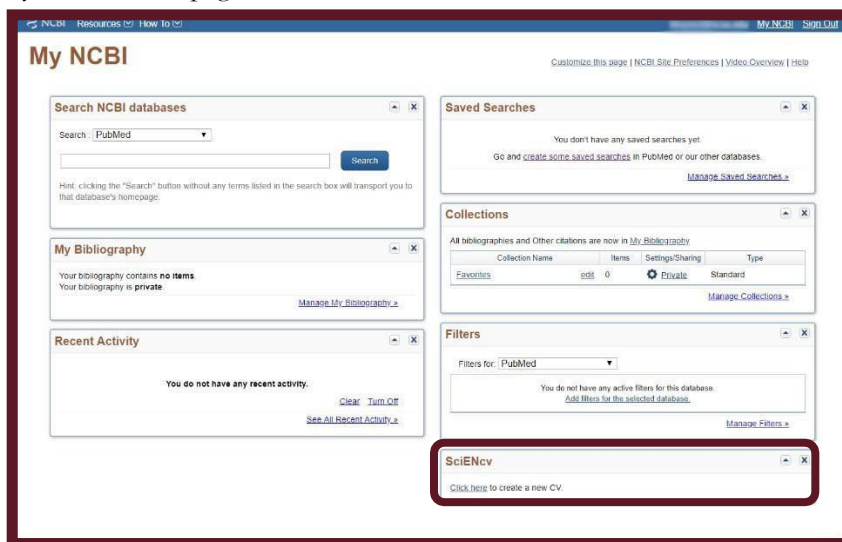 NCBI Resources How To My NCBI Sign Out
My NCBI
Customize this page | NCBI Site Preferences | Video Overview | Help
Search NCBI databases
Search : PubMed
Search
Hint: clicking the "Search" button without any terms listed in the search box will transport you to
that database's homepage.
My Bibliography
Your bibliography contains no items.
Your bibliography is private.
Manage My Bibliography »
Recent Activity
You do not have any recent activity.
Clear Turn Off
See All Recent Activity »
Saved Searches
You don't have any saved searches yet.
Go and create some saved searches in PubMed or our other databases.
Manage Saved Searches »
Collections
All bibliographies and Other citations are now in My Bibliography
Collection Name Items Settings/Sharing Type
Favorites edit 0 Private Standard
Manage Collections »
Filters
Filters for: PubMed
You do not have any active filters for this database.
Add filters for the selected database.
Manage Filters »
SciENcv
Click here to create a new CV.